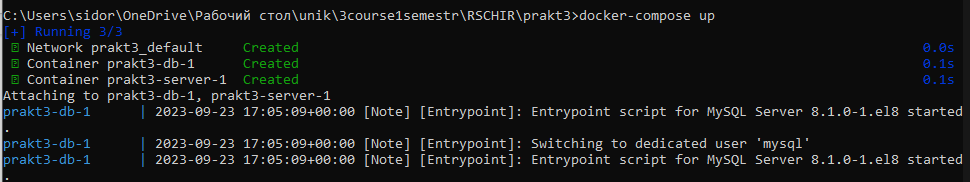 C:\Users\sidor\OneDrive\Рабочий стол\unik\3course1semestr\RSCHIR\prakt3>docker-compose up
[+] Running 3/3
Network prakt3_default Created 0.0s
Container prakt3-db-1 Created 0.1s
Container prakt3-server-1 Created 0.1s
Attaching to prakt3-db-1, prakt3-server-1
prakt3-db-1 | 2023-09-23 17:05:09+00:00 [Note] [Entrypoint]: Entrypoint script for MySQL Server 8.1.0-1.el8 started
.
prakt3-db-1 | 2023-09-23 17:05:09+00:00 [Note] [Entrypoint]: Switching to dedicated user 'mysql'
prakt3-db-1 | 2023-09-23 17:05:09+00:00 [Note] [Entrypoint]: Entrypoint script for MySQL Server 8.1.0-1.el8 started
.